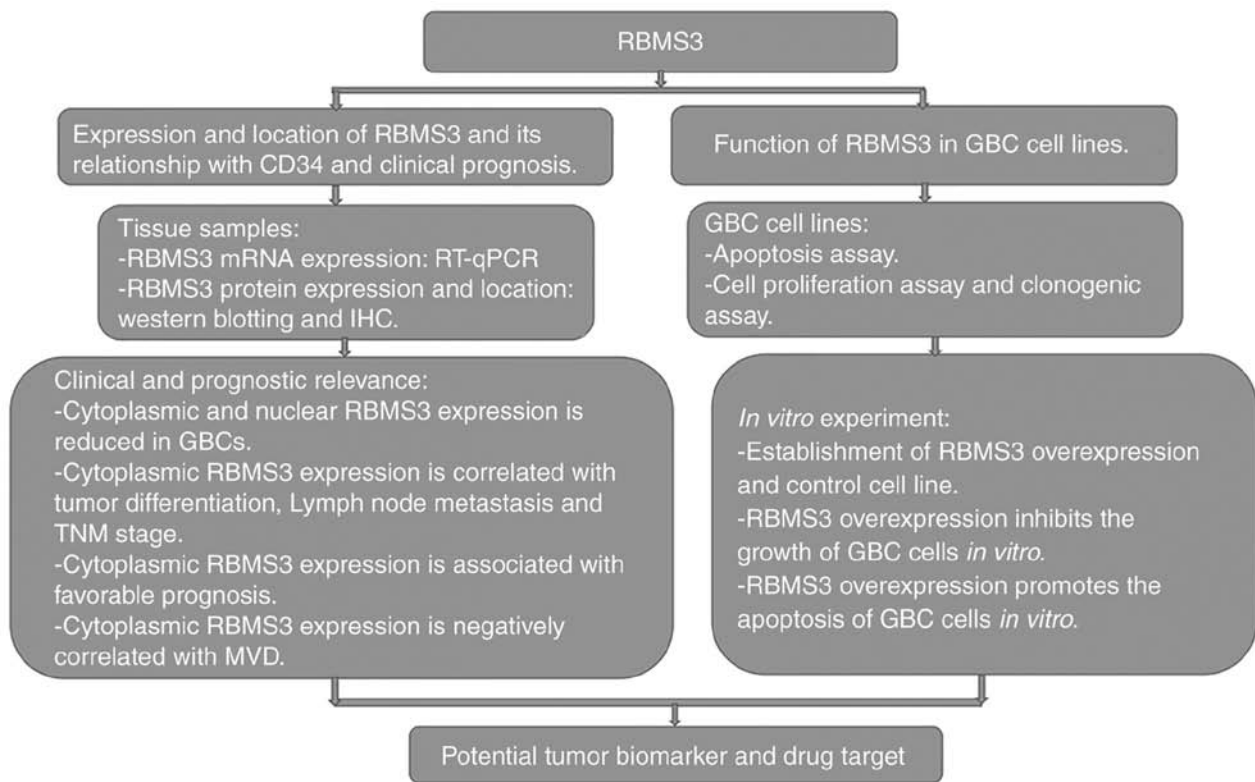 RBMS3
Expression and location of RBMS3 and its
relationship with CD34 and clinical prognosis.
Function of RBMS3 in GBC cell lines.
Tissue samples:
-RBMS3 mRNA expression: RT-qPCR
-RBMS3 protein expression and location:
western blotting and IHC.
GBC cell lines:
-Apoptosis assay.
-Cell proliferation assay and clonogenic
assay.
Clinical and prognostic relevance:
-Cytoplasmic and nuclear RBMS3 expression is
reduced in GBCs.
-Cytoplasmic RBMS3 expression is correlated with
tumor differentiation, Lymph node metastasis and
TNM stage.
-Cytoplasmic RBMS3 expression is associated with
favorable prognosis.
-Cytoplasmic RBMS3 expression is negatively
correlated with MVD.
In vitro experiment:
-Establishment of RBMS3 overexpression
and control cell line.
-RBMS3 overexpression inhibits the
growth of GBC cells in vitro.
-RBMS3 overexpression promotes the
apoptosis of GBC cells in vitro.
Potential tumor biomarker and drug target